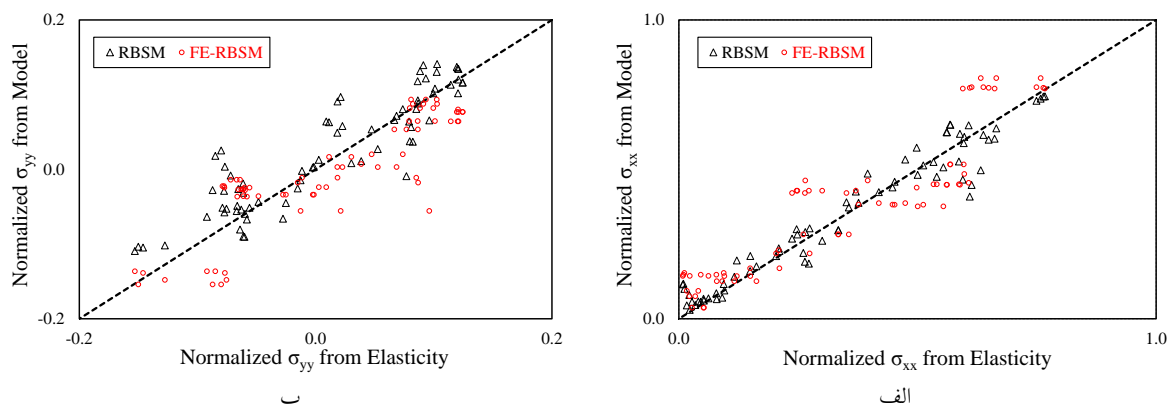 0.2
0.0
-0.2
Normalized σyy from Model
RBSM FE-RBSM
-0.2 0.0 0.2
Normalized σyy from Elasticity
ب
1.0
0.0
Normalized σxx from Model
RBSM FE-RBSM
0.0 1.0
Normalized σxx from Elasticity
الف